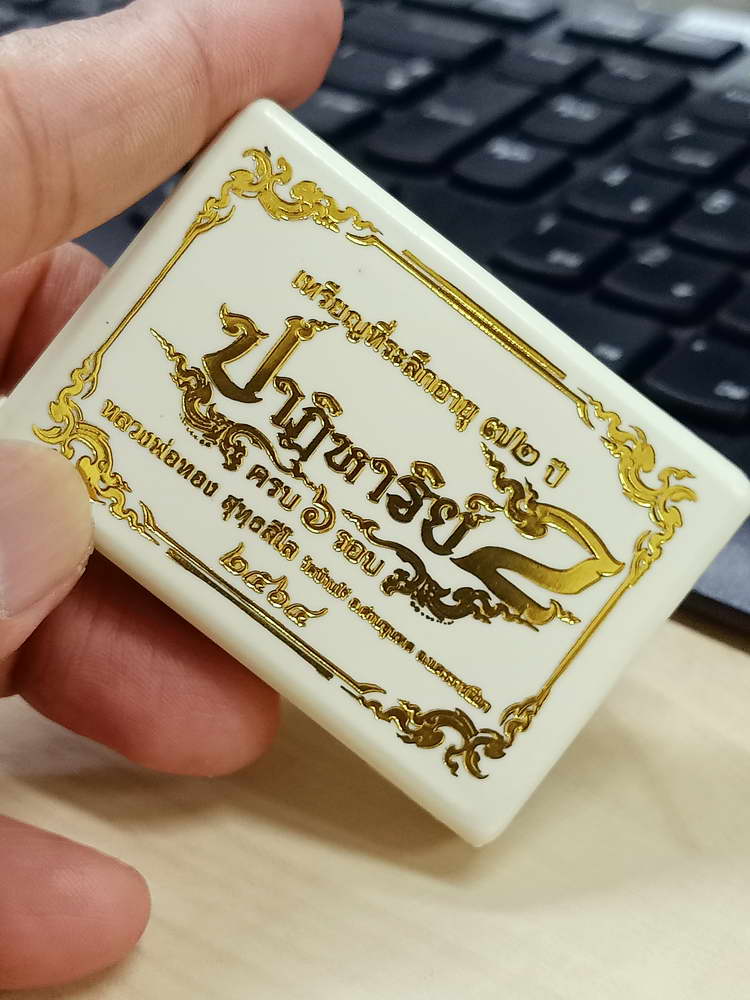 เหรียญที่ระลึกอายุ ๗๒ ปี
ปาฏิหาริย์
ครบ ๖ รอบ
หลวงพ่อทอง สุทธสีโล
๒๕๖๔